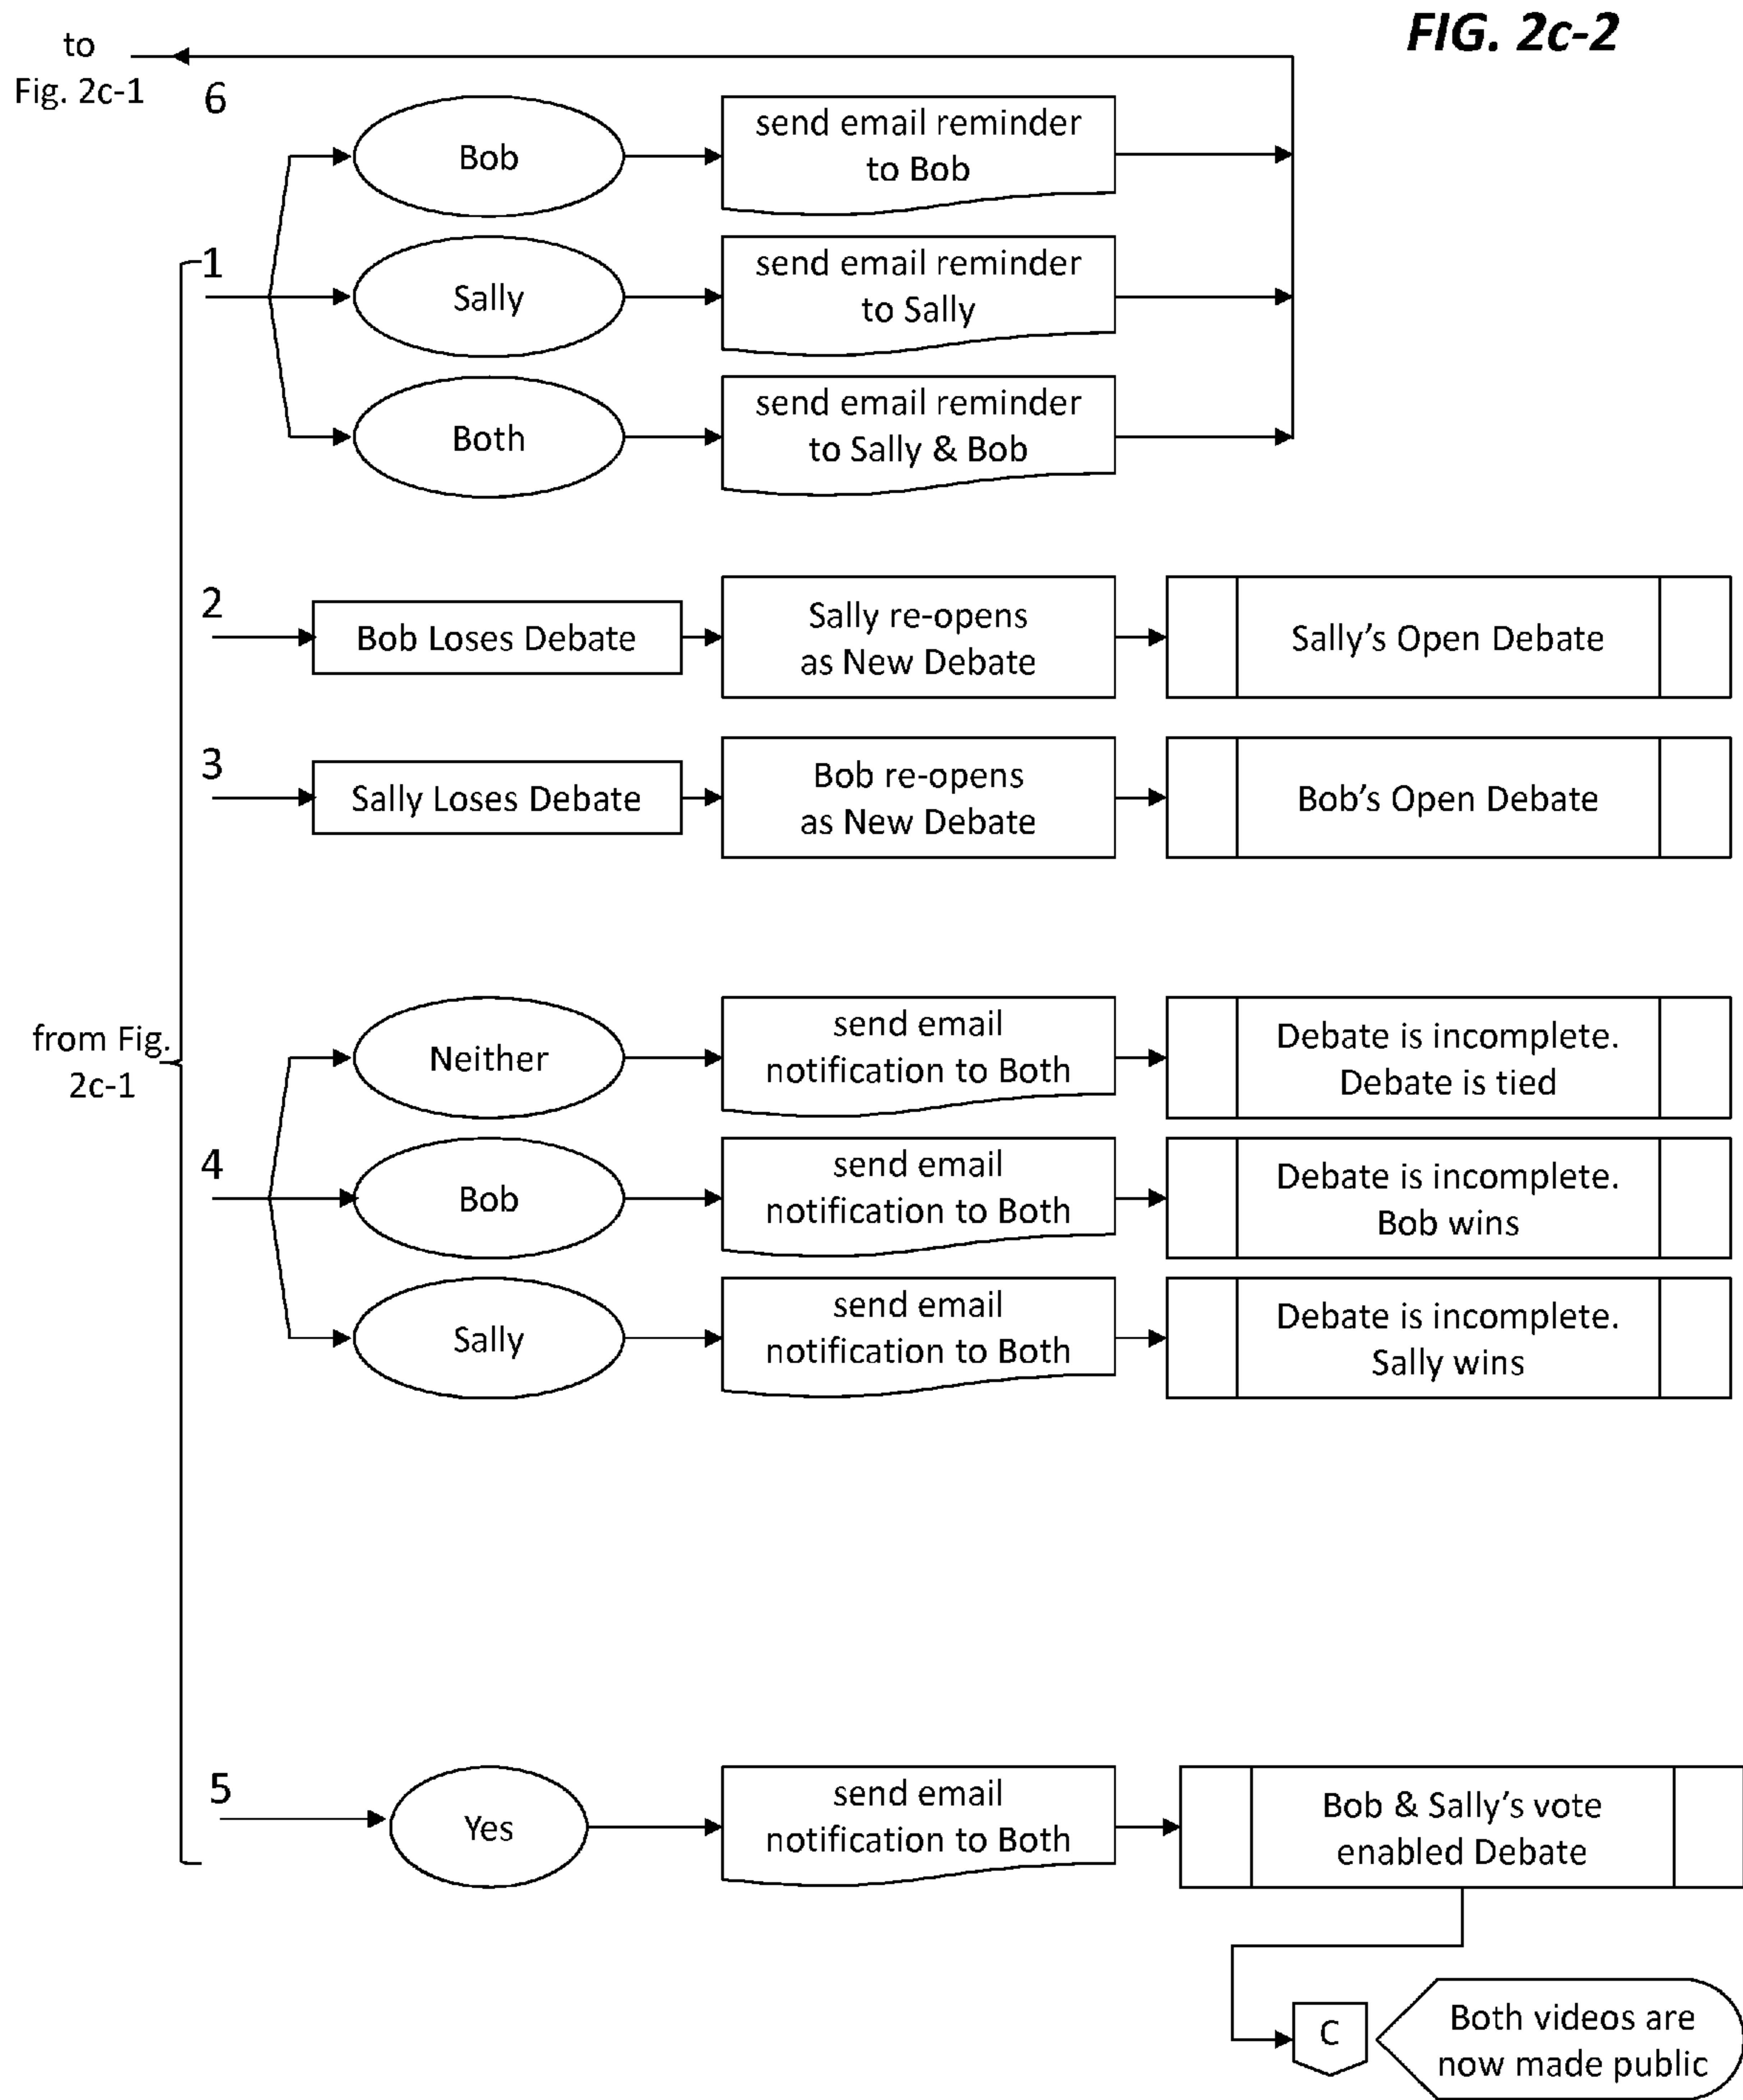 FIG. 2c-2
to
Fig. 2c-1
6
Bob
send email reminder
to Bob
1
Sally
send email reminder
to Sally
Both
send email reminder
to Sally & Bob
2
Bob Loses Debate
Sally re-opens
as New Debate
Sally’s Open Debate
3
Sally Loses Debate
Bob re-opens
as New Debate
Bob’s Open Debate
from Fig.
2c-1
Neither
send email
notification to Both
Debate is incomplete.
Debate is tied
4
Bob
send email
notification to Both
Debate is incomplete.
Bob wins
Sally
send email
notification to Both
Debate is incomplete.
Sally wins
5
Yes
send email
notification to Both
Bob & Sally’s vote
enabled Debate
C
Both videos are
now made public